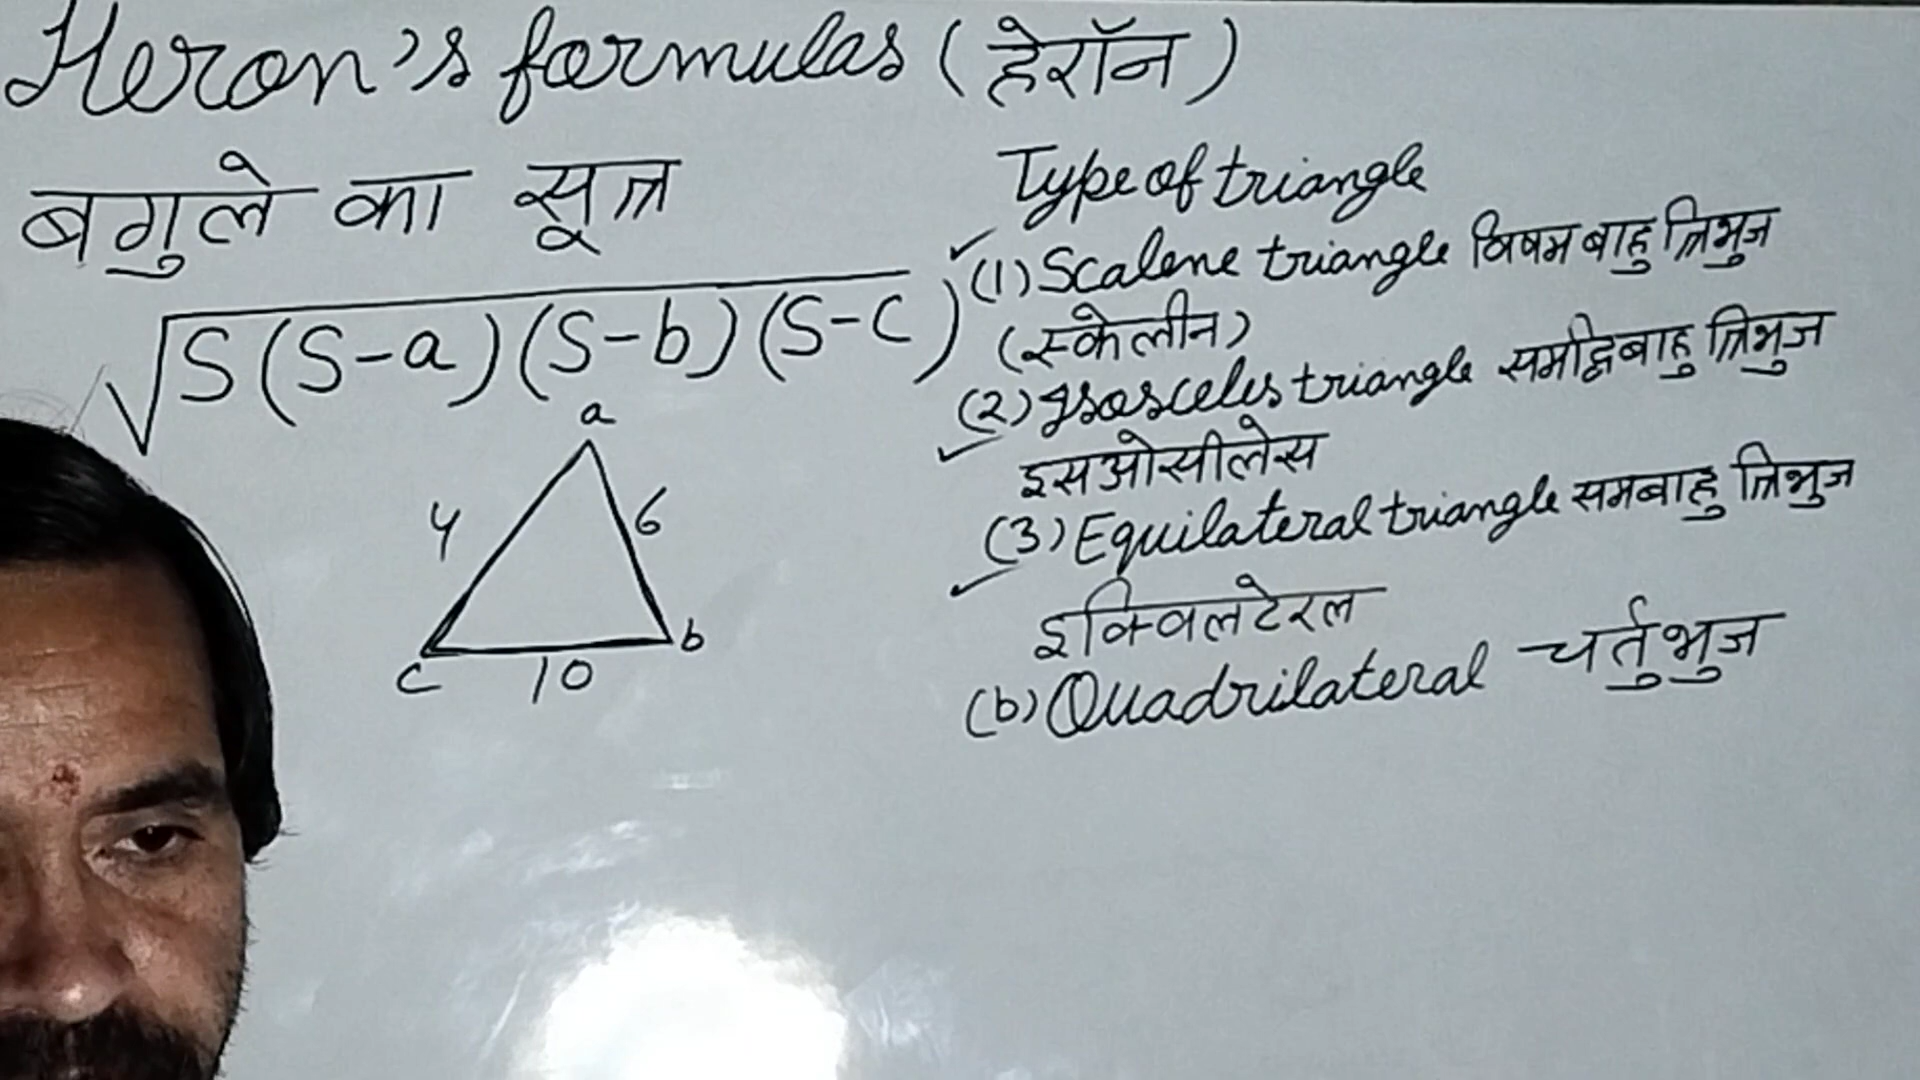 Heron's formulas (हेरॉन)
बगुले का सूत्र
√S(S-a)(S-b)(S-c)
a
4
6
c
10
b
Type of triangle
(1) Scalene triangle विषम बाहु त्रिभुज
(स्केलीन)
(2) Isosceles triangle समद्विबाहु त्रिभुज
इसओसीलेस
(3) Equilateral triangle समबाहु त्रिभुज
इक्विलटेरल
(b) Quadrilateral चर्तुभुज